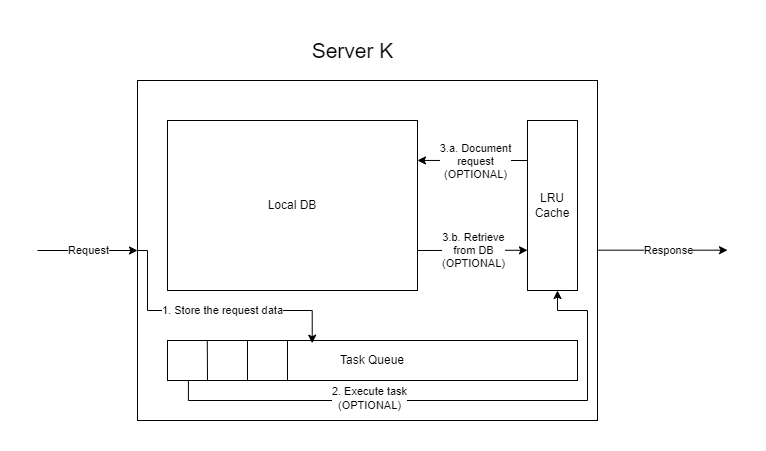 Server K
Local DB
3.a. Document
request
(OPTIONAL)
LRU
Cache
3.b. Retrieve
from DB
(OPTIONAL)
Request
Response
1. Store the request data
Task Queue
2. Execute task
(OPTIONAL)